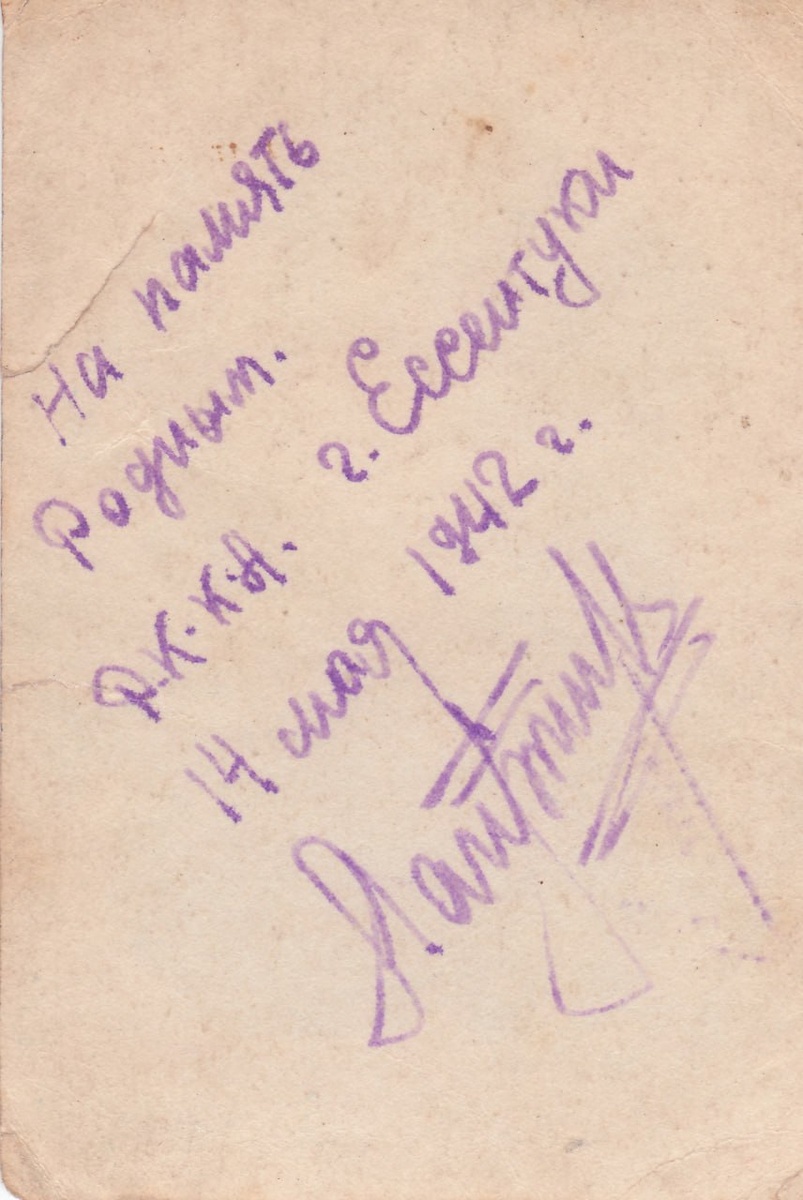 На память
Родным.
Р.К.К.А. г. Ессентуки
14 мая 1942 г.